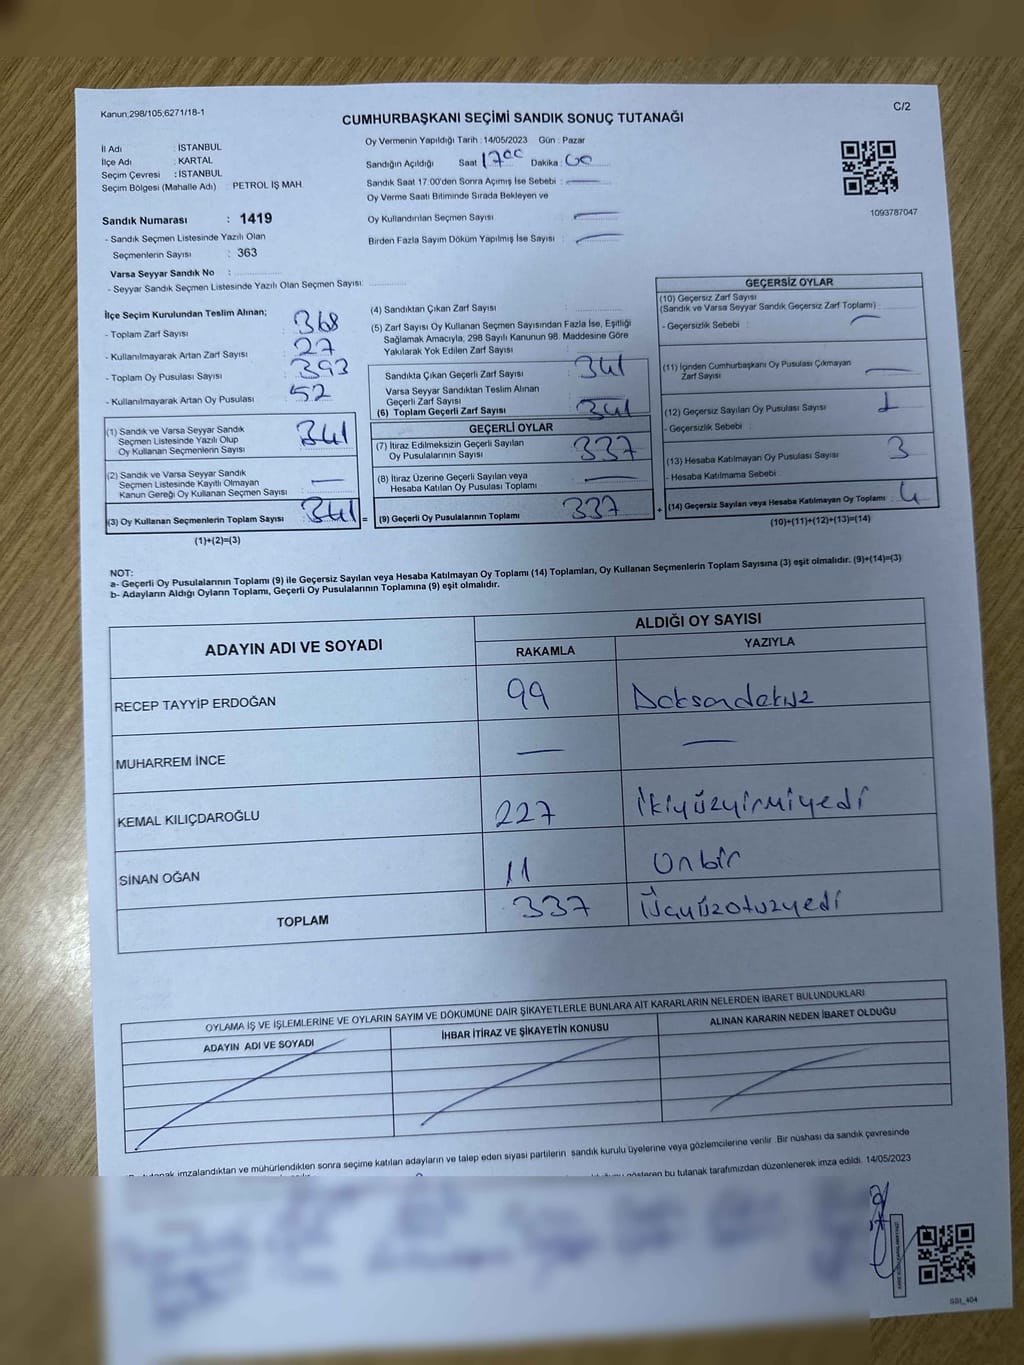 Kanun;298/105;6271/18-1
C/2
CUMHURBAŞKANI SEÇİMİ SANDIK SONUÇ TUTANAĞI
Oy Vermenin Yapıldığı Tarih : 14/05/2023 Gün : Pazar
İl Adı : İSTANBUL
İlçe Adı : KARTAL
Seçim Çevresi : İSTANBUL
Seçim Bölgesi (Mahalle Adı) : PETROL İŞ MAH.
Sandığın Açıldığı Saat 17:00 Dakika : 00
Sandık Saat 17:00'den Sonra Açımış İse Sebebi : —
Oy Verme Saati Bitiminde Sırada Bekleyen ve
Oy Kullandırılan Seçmen Sayısı : —
Birden Fazla Sayım Döküm Yapılmış İse Sayısı : —
1093787047
Sandık Numarası : 1419
- Sandık Seçmen Listesinde Yazılı Olan
Seçmenlerin Sayısı : 363
Varsa Seyyar Sandık No :
- Seyyar Sandık Seçmen Listesinde Yazılı Olan Seçmen Sayısı:
İlçe Seçim Kurulundan Teslim Alınan;
- Toplam Zarf Sayısı : 368
- Kullanılmayarak Artan Zarf Sayısı : 27
- Toplam Oy Pusulası Sayısı : 393
- Kullanılmayarak Artan Oy Pusulası : 52
(1) Sandık ve Varsa Seyyar Sandık
Seçmen Listesinde Yazılı Olup
Oy Kullanan Seçmenlerin Sayısı : 341
(2) Sandık ve Varsa Seyyar Sandık
Seçmen Listesinde Kayıtlı Olmayan
Kanun Gereği Oy Kullanan Seçmen Sayısı : —
(3) Oy Kullanan Seçmenlerin Toplam Sayısı : 341 =
(1)+(2)=(3)
(4) Sandıktan Çıkan Zarf Sayısı :
(5) Zarf Sayısı Oy Kullanan Seçmen Sayısından Fazla İse, Eşitliği
Sağlamak Amacıyla, 298 Sayılı Kanunun 98. Maddesine Göre
Yakılarak Yok Edilen Zarf Sayısı :
Sandıkta Çıkan Geçerli Zarf Sayısı : 341
Varsa Seyyar Sandıktan Teslim Alınan
Geçerli Zarf Sayısı : —
(6) Toplam Geçerli Zarf Sayısı : 341
GEÇERLİ OYLAR
(7) İtiraz Edilmeksizin Geçerli Sayılan
Oy Pusulalarının Sayısı : 337
(8) İtiraz Üzerine Geçerli Sayılan veya
Hesaba Katılan Oy Pusulası Toplamı : —
(9) Geçerli Oy Pusulalarının Toplamı : 337 +
GEÇERSİZ OYLAR
(10) Geçersiz Zarf Sayısı
(Sandık ve Varsa Seyyar Sandık Geçersiz Zarf Toplamı) : —
- Geçersizlik Sebebi :
(11) İçinden Cumhurbaşkanı Oy Pusulası Çıkmayan
Zarf Sayısı : —
(12) Geçersiz Sayılan Oy Pusulası Sayısı : 1
- Geçersizlik Sebebi :
(13) Hesaba Katılmayan Oy Pusulası Sayısı : 3
- Hesaba Katılmama Sebebi :
(14) Geçersiz Sayılan veya Hesaba Katılmayan Oy Toplamı : 4
(10)+(11)+(12)+(13)=(14)
NOT:
a- Geçerli Oy Pusulalarının Toplamı (9) ile Geçersiz Sayılan veya Hesaba Katılmayan Oy Toplamı (14) Toplamları, Oy Kullanan Seçmenlerin Toplam Sayısına (3) eşit olmalıdır. (9)+(14)=(3)
b- Adayların Aldığı Oyların Toplamı, Geçerli Oy Pusulalarının Toplamına (9) eşit olmalıdır.
ADAYIN ADI VE SOYADI
ALDIĞI OY SAYISI
RAKAMLA YAZIYLA
RECEP TAYYİP ERDOĞAN 99 Doksandokuz
MUHARREM İNCE — —
KEMAL KILIÇDAROĞLU 227 İkiyüzyirmiyedi
SİNAN OĞAN 11 Onbir
TOPLAM 337 Üçyüzotuzyedi
OYLAMA İŞ VE İŞLEMLERİNE VE OYLARIN SAYIM VE DÖKÜMÜNE DAİR ŞİKAYETLERLE BUNLARA AİT KARARLARIN NELERDEN İBARET BULUNDUKLARI
ADAYIN ADI VE SOYADI İHBAR İTİRAZ VE ŞİKAYETİN KONUSU ALINAN KARARIN NEDEN İBARET OLDUĞU
tutanak imzalandıktan ve mühürlendikten sonra seçime katılan adayların ve talep eden siyasi partilerin sandık kurulu üyelerine veya gözlemcilerine verilir. Bir nüshası da sandık çevresinde
gösteren bu tutanak tarafımızdan düzenlenerek imza edildi. 14/05/2023